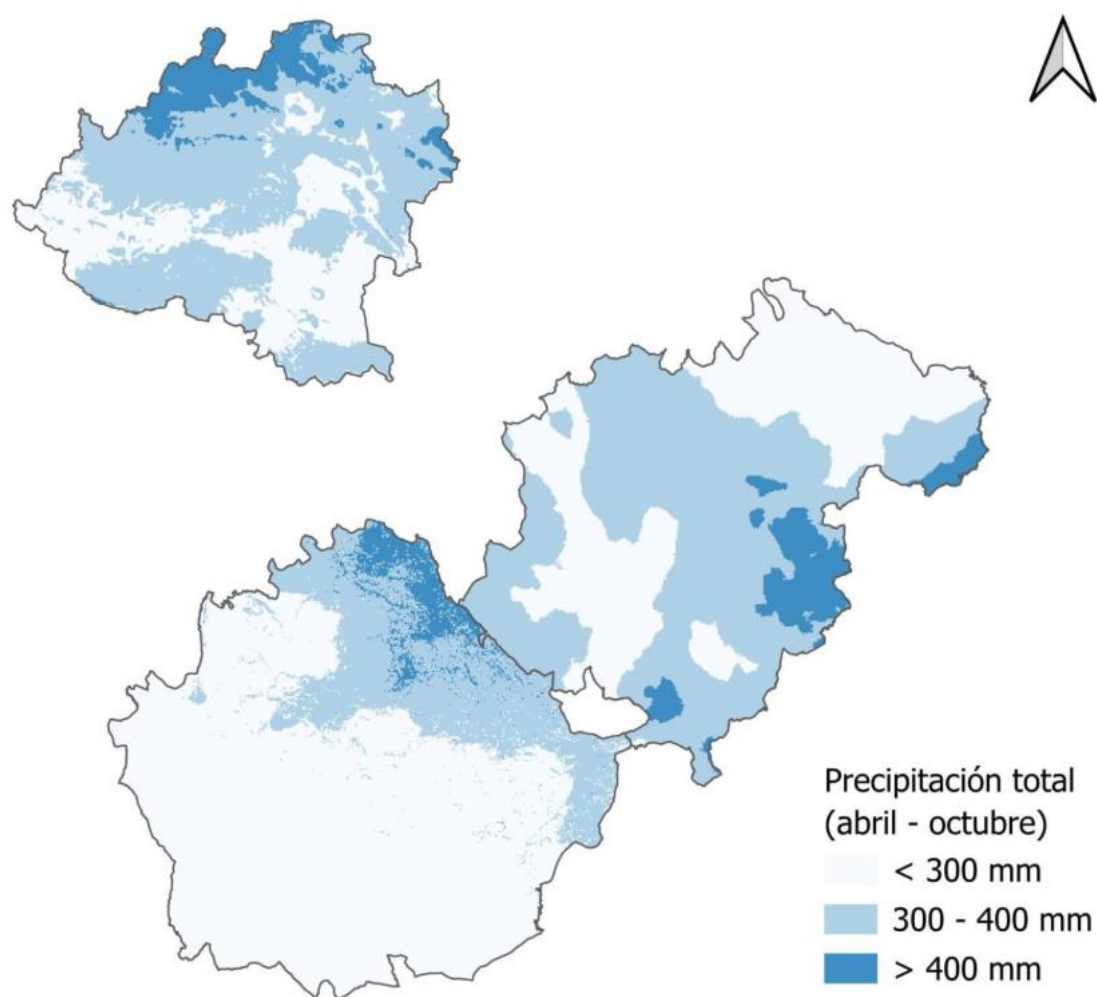 Precipitación total
(abril - octubre)
< 300 mm
300 - 400 mm
> 400 mm